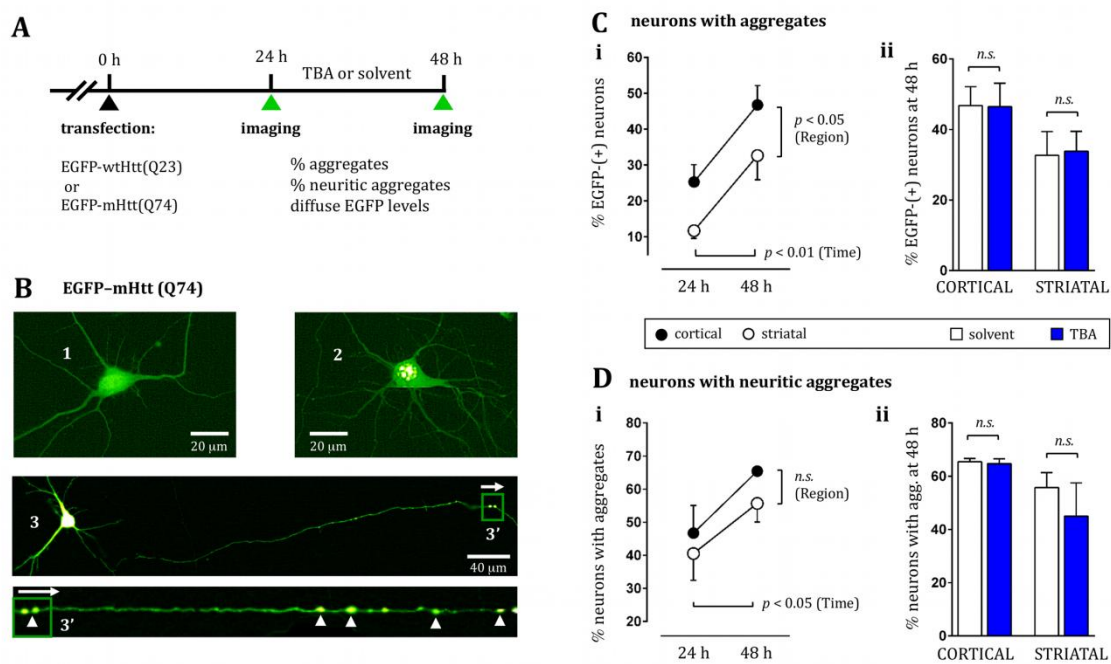 A
0 h
24 h
48 h
TBA or solvent
transfection:
imaging
imaging
EGFP-wtHtt(Q23)
or
EGFP-mHtt(Q74)
% aggregates
% neuritic aggregates
diffuse EGFP levels
B EGFP–mHtt (Q74)
1
20 µm
2
20 µm
3
3'
40 µm
3'
C neurons with aggregates
i
% EGFP-(+) neurons
60
50
40
30
20
10
p < 0.05
(Region)
p < 0.01 (Time)
24 h 48 h
ii
% EGFP-(+) neurons at 48 h
60
40
20
0
n.s.
n.s.
CORTICAL STRIATAL
cortical striatal solvent TBA
D neurons with neuritic aggregates
i
% neurons with aggregates
80
70
60
50
40
30
20
n.s.
(Region)
p < 0.05 (Time)
24 h 48 h
ii
% neurons with agg. at 48 h
80
60
40
20
0
n.s.
n.s.
CORTICAL STRIATAL